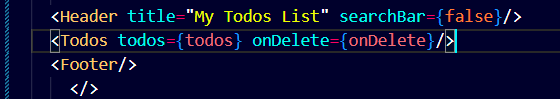 <Header title="My Todos List" searchBar={false}/>
<Todos todos={todos} onDelete={onDelete}/>
<Footer/>
</>